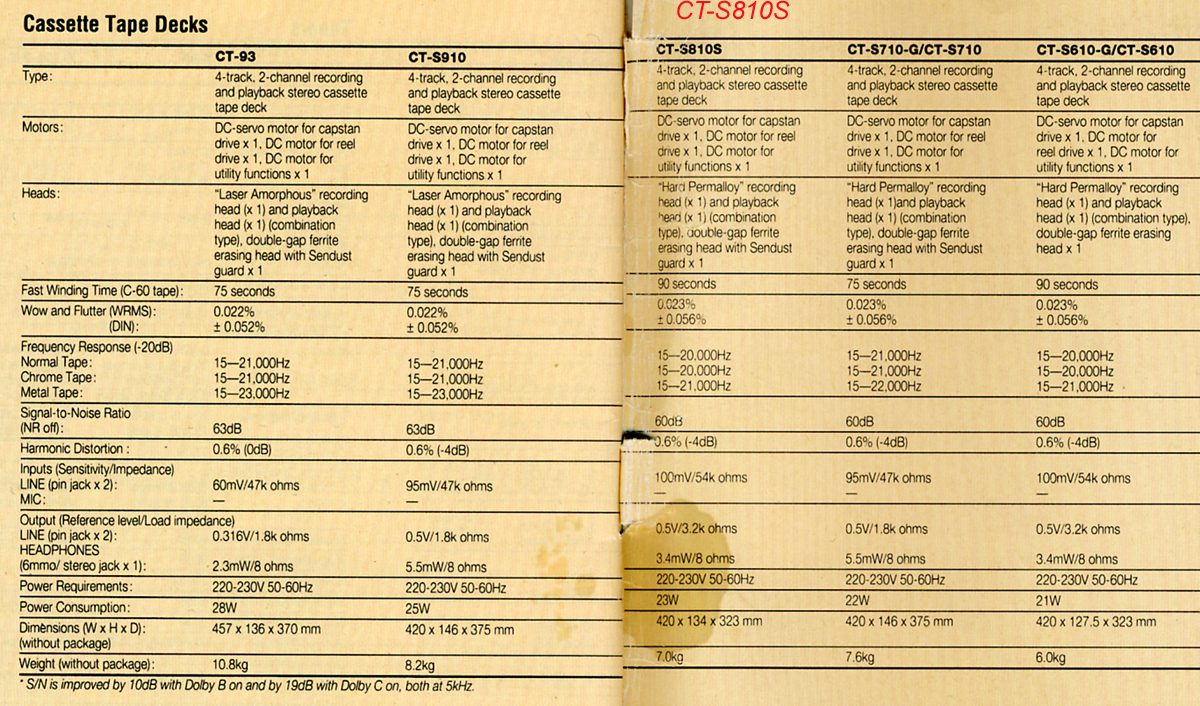 CT-S810S
Cassette Tape Decks
CT-93 CT-S910 CT-S810S CT-S710-G/CT-S710 CT-S610-G/CT-S610
Type: 4-track, 2-channel recording 4-track, 2-channel recording 4-track, 2-channel recording 4-track, 2-channel recording 4-track, 2-channel recording
and playback stereo cassette and playback stereo cassette and playback stereo cassette and playback stereo cassette and playback stereo cassette
tape deck tape deck tape deck tape deck tape deck
Motors: DC-servo motor for capstan DC-servo motor for capstan DC-servo motor for capstan DC-servo motor for capstan DC-servo motor for capstan
drive x 1, DC motor for reel drive x 1, DC motor for reel drive x 1, DC motor for reel drive x 1, DC motor for reel drive x 1, DC motor for
drive x 1, DC motor for drive x 1, DC motor for drive x 1, DC motor for drive x 1, DC motor for reel drive x 1, DC motor for
utility functions x 1 utility functions x 1 utility functions x 1 utility functions x 1 utility functions x 1
Heads: "Laser Amorphous" recording "Laser Amorphous" recording "Hard Permalloy" recording "Hard Permalloy" recording "Hard Permalloy" recording
head (x 1) and playback head (x 1) and playback head (x 1) and playback head (x 1)and playback head (x 1) and playback
head (x 1) (combination head (x 1) (combination head (x 1) (combination head (x 1) (combination head (x 1) (combination type),
type), double-gap ferrite type), double-gap ferrite type), double-gap ferrite type), double-gap ferrite double-gap ferrite erasing
erasing head with Sendust erasing head with Sendust erasing head with Sendust erasing head with Sendust head x 1
guard x 1 guard x 1 guard x 1 guard x 1
Fast Winding Time (C-60 tape): 75 seconds 75 seconds 90 seconds 75 seconds 90 seconds
Wow and Flutter (WRMS): 0.022% 0.022% 0.023% 0.023% 0.023%
(DIN): ± 0.052% ± 0.052% ± 0.056% ± 0.056% ± 0.056%
Frequency Response (-20dB)
Normal Tape: 15—21,000Hz 15—21,000Hz 15—20,000Hz 15—21,000Hz 15—20,000Hz
Chrome Tape: 15—21,000Hz 15—21,000Hz 15—20,000Hz 15—21,000Hz 15—20,000Hz
Metal Tape: 15—23,000Hz 15—23,000Hz 15—21,000Hz 15—22,000Hz 15—21,000Hz
Signal-to-Noise Ratio
(NR off): 63dB 63dB 60dB 60dB 60dB
Harmonic Distortion : 0.6% (0dB) 0.6% (-4dB) 0.6% (-4dB) 0.6% (-4dB) 0.6% (-4dB)
Inputs (Sensitivity/Impedance)
LINE (pin jack x 2): 60mV/47k ohms 95mV/47k ohms 100mV/54k ohms 95mV/47k ohms 100mV/54k ohms
MIC: — — — — —
Output (Reference level/Load impedance)
LINE (pin jack x 2): 0.316V/1.8k ohms 0.5V/1.8k ohms 0.5V/3.2k ohms 0.5V/1.8k ohms 0.5V/3.2k ohms
HEADPHONES
(6mmo/ stereo jack x 1): 2.3mW/8 ohms 5.5mW/8 ohms 3.4mW/8 ohms 5.5mW/8 ohms 3.4mW/8 ohms
Power Requirements: 220-230V 50-60Hz 220-230V 50-60Hz 220-230V 50-60Hz 220-230V 50-60Hz 220-230V 50-60Hz
Power Consumption: 28W 25W 23W 22W 21W
Dimensions (W x H x D): 457 x 136 x 370 mm 420 x 146 x 375 mm 420 x 134 x 323 mm 420 x 146 x 375 mm 420 x 127.5 x 323 mm
(without package)
Weight (without package): 10.8kg 8.2kg 7.0kg 7.6kg 6.0kg
* S/N is improved by 10dB with Dolby B on and by 19dB with Dolby C on, both at 5kHz.